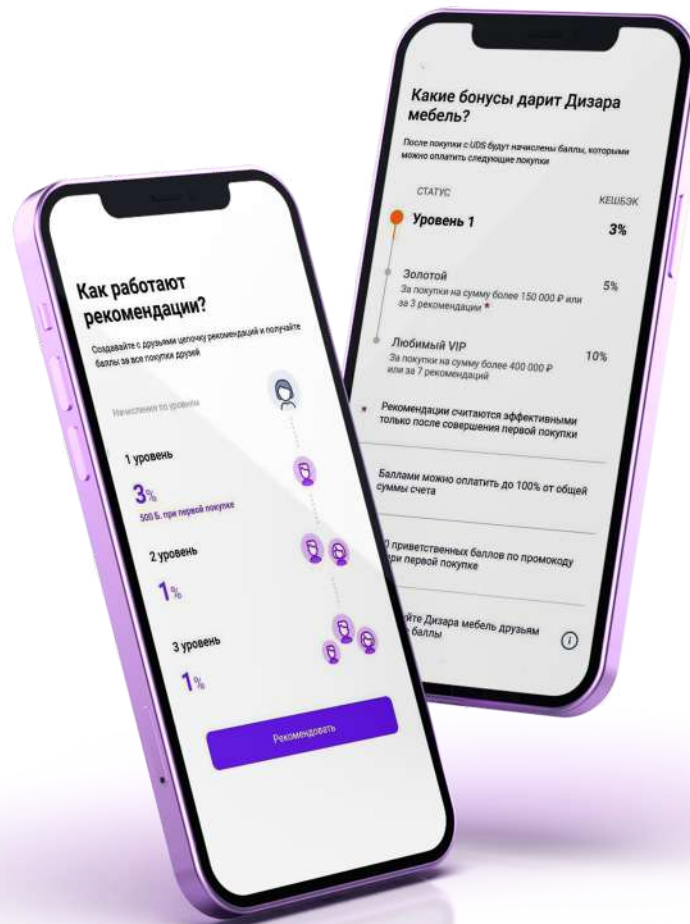 Как работают
рекомендации?
Создавайте с друзьями цепочку рекомендаций и получайте
баллы за все покупки друзей
Начисления по уровням
1 уровень
3%
500 Б. при первой покупке
2 уровень
1%
3 уровень
1%
Рекомендовать
Какие бонусы дарит Дизара
мебель?
После покупки с UDS будут начислены баллы, которыми
можно оплатить следующие покупки
СТАТУС КЕШБЭК
Уровень 1 3%
Золотой 5%
За покупки на сумму более 150 000 ₽ или
за 3 рекомендации *
Любимый VIP 10%
За покупки на сумму более 400 000 ₽
или за 7 рекомендаций
* Рекомендации считаются эффективными
только после совершения первой покупки
Баллами можно оплатить до 100% от общей
суммы счета
приветственных баллов по промокоду
при первой покупке
Дизара мебель друзьям
баллы